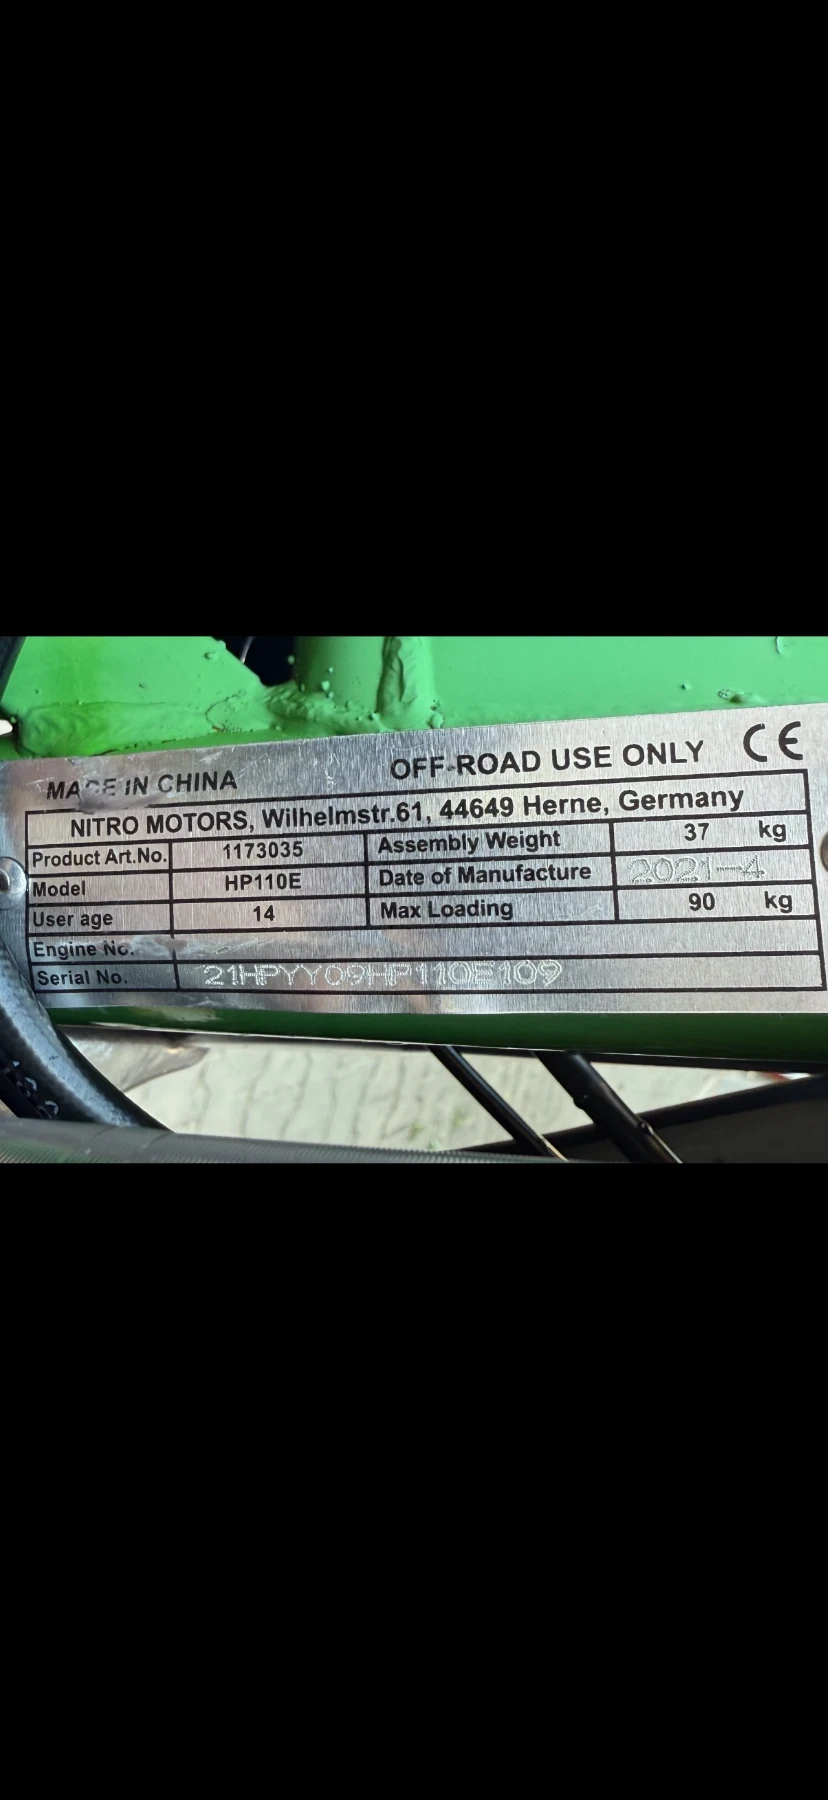 MADE IN CHINA OFF-ROAD USE ONLY CE
NITRO MOTORS, Wilhelmstr.61, 44649 Herne, Germany
Product Art.No. 1173035 Assembly Weight 37 kg
Model HP110E Date of Manufacture 2021-4
User age 14 Max Loading 90 kg
Engine No.
Serial No. 21HPYY09HP110E109